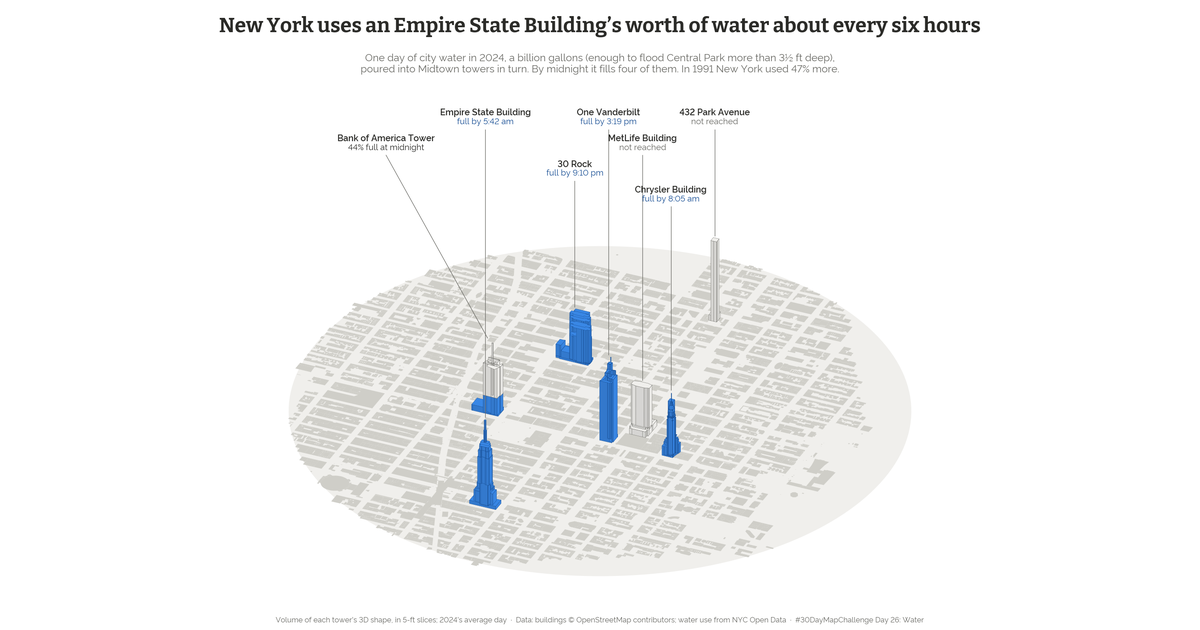 New York uses an Empire State Building’s worth of water about every six hours
One day of city water in 2024, a billion gallons (enough to flood Central Park more than 3½ ft deep),
poured into Midtown towers in turn. By midnight it fills four of them. In 1991 New York used 47% more.
Empire State Building
full by 5:42 am
One Vanderbilt
full by 3:19 pm
432 Park Avenue
not reached
Bank of America Tower
44% full at midnight
MetLife Building
not reached
30 Rock
full by 9:10 pm
Chrysler Building
full by 8:05 am
Volume of each tower's 3D shape, in 5-ft slices; 2024's average day · Data: buildings © OpenStreetMap contributors; water use from NYC Open Data · #30DayMapChallenge Day 26: Water